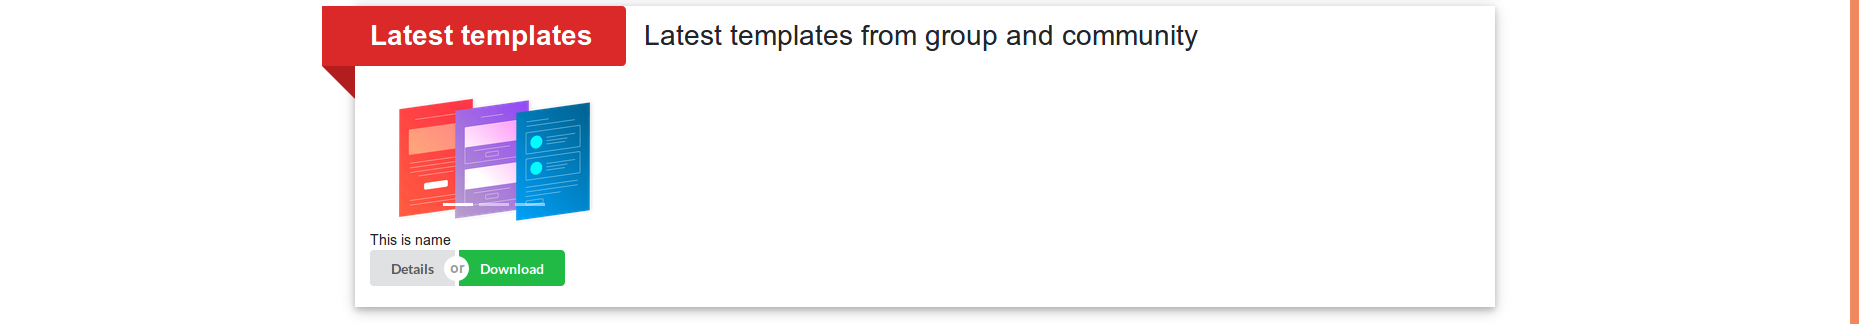 Latest templates Latest templates from group and community
This is name
Details or Download